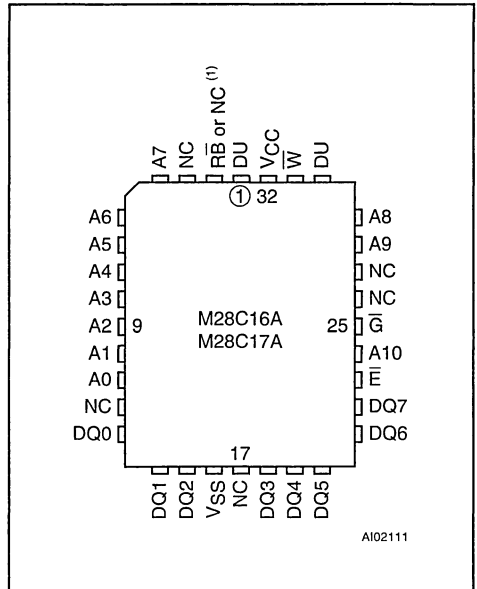 A7 NC R̅B or NC (1) DU VCC W̅ DU
1 32
A6 A8
A5 A9
A4 NC
A3 NC
A2 9 M28C16A 25 G̅
M28C17A
A1 A10
A0 E̅
NC DQ7
DQ0 DQ6
17
DQ1 DQ2 VSS NC DQ3 DQ4 DQ5
AI02111